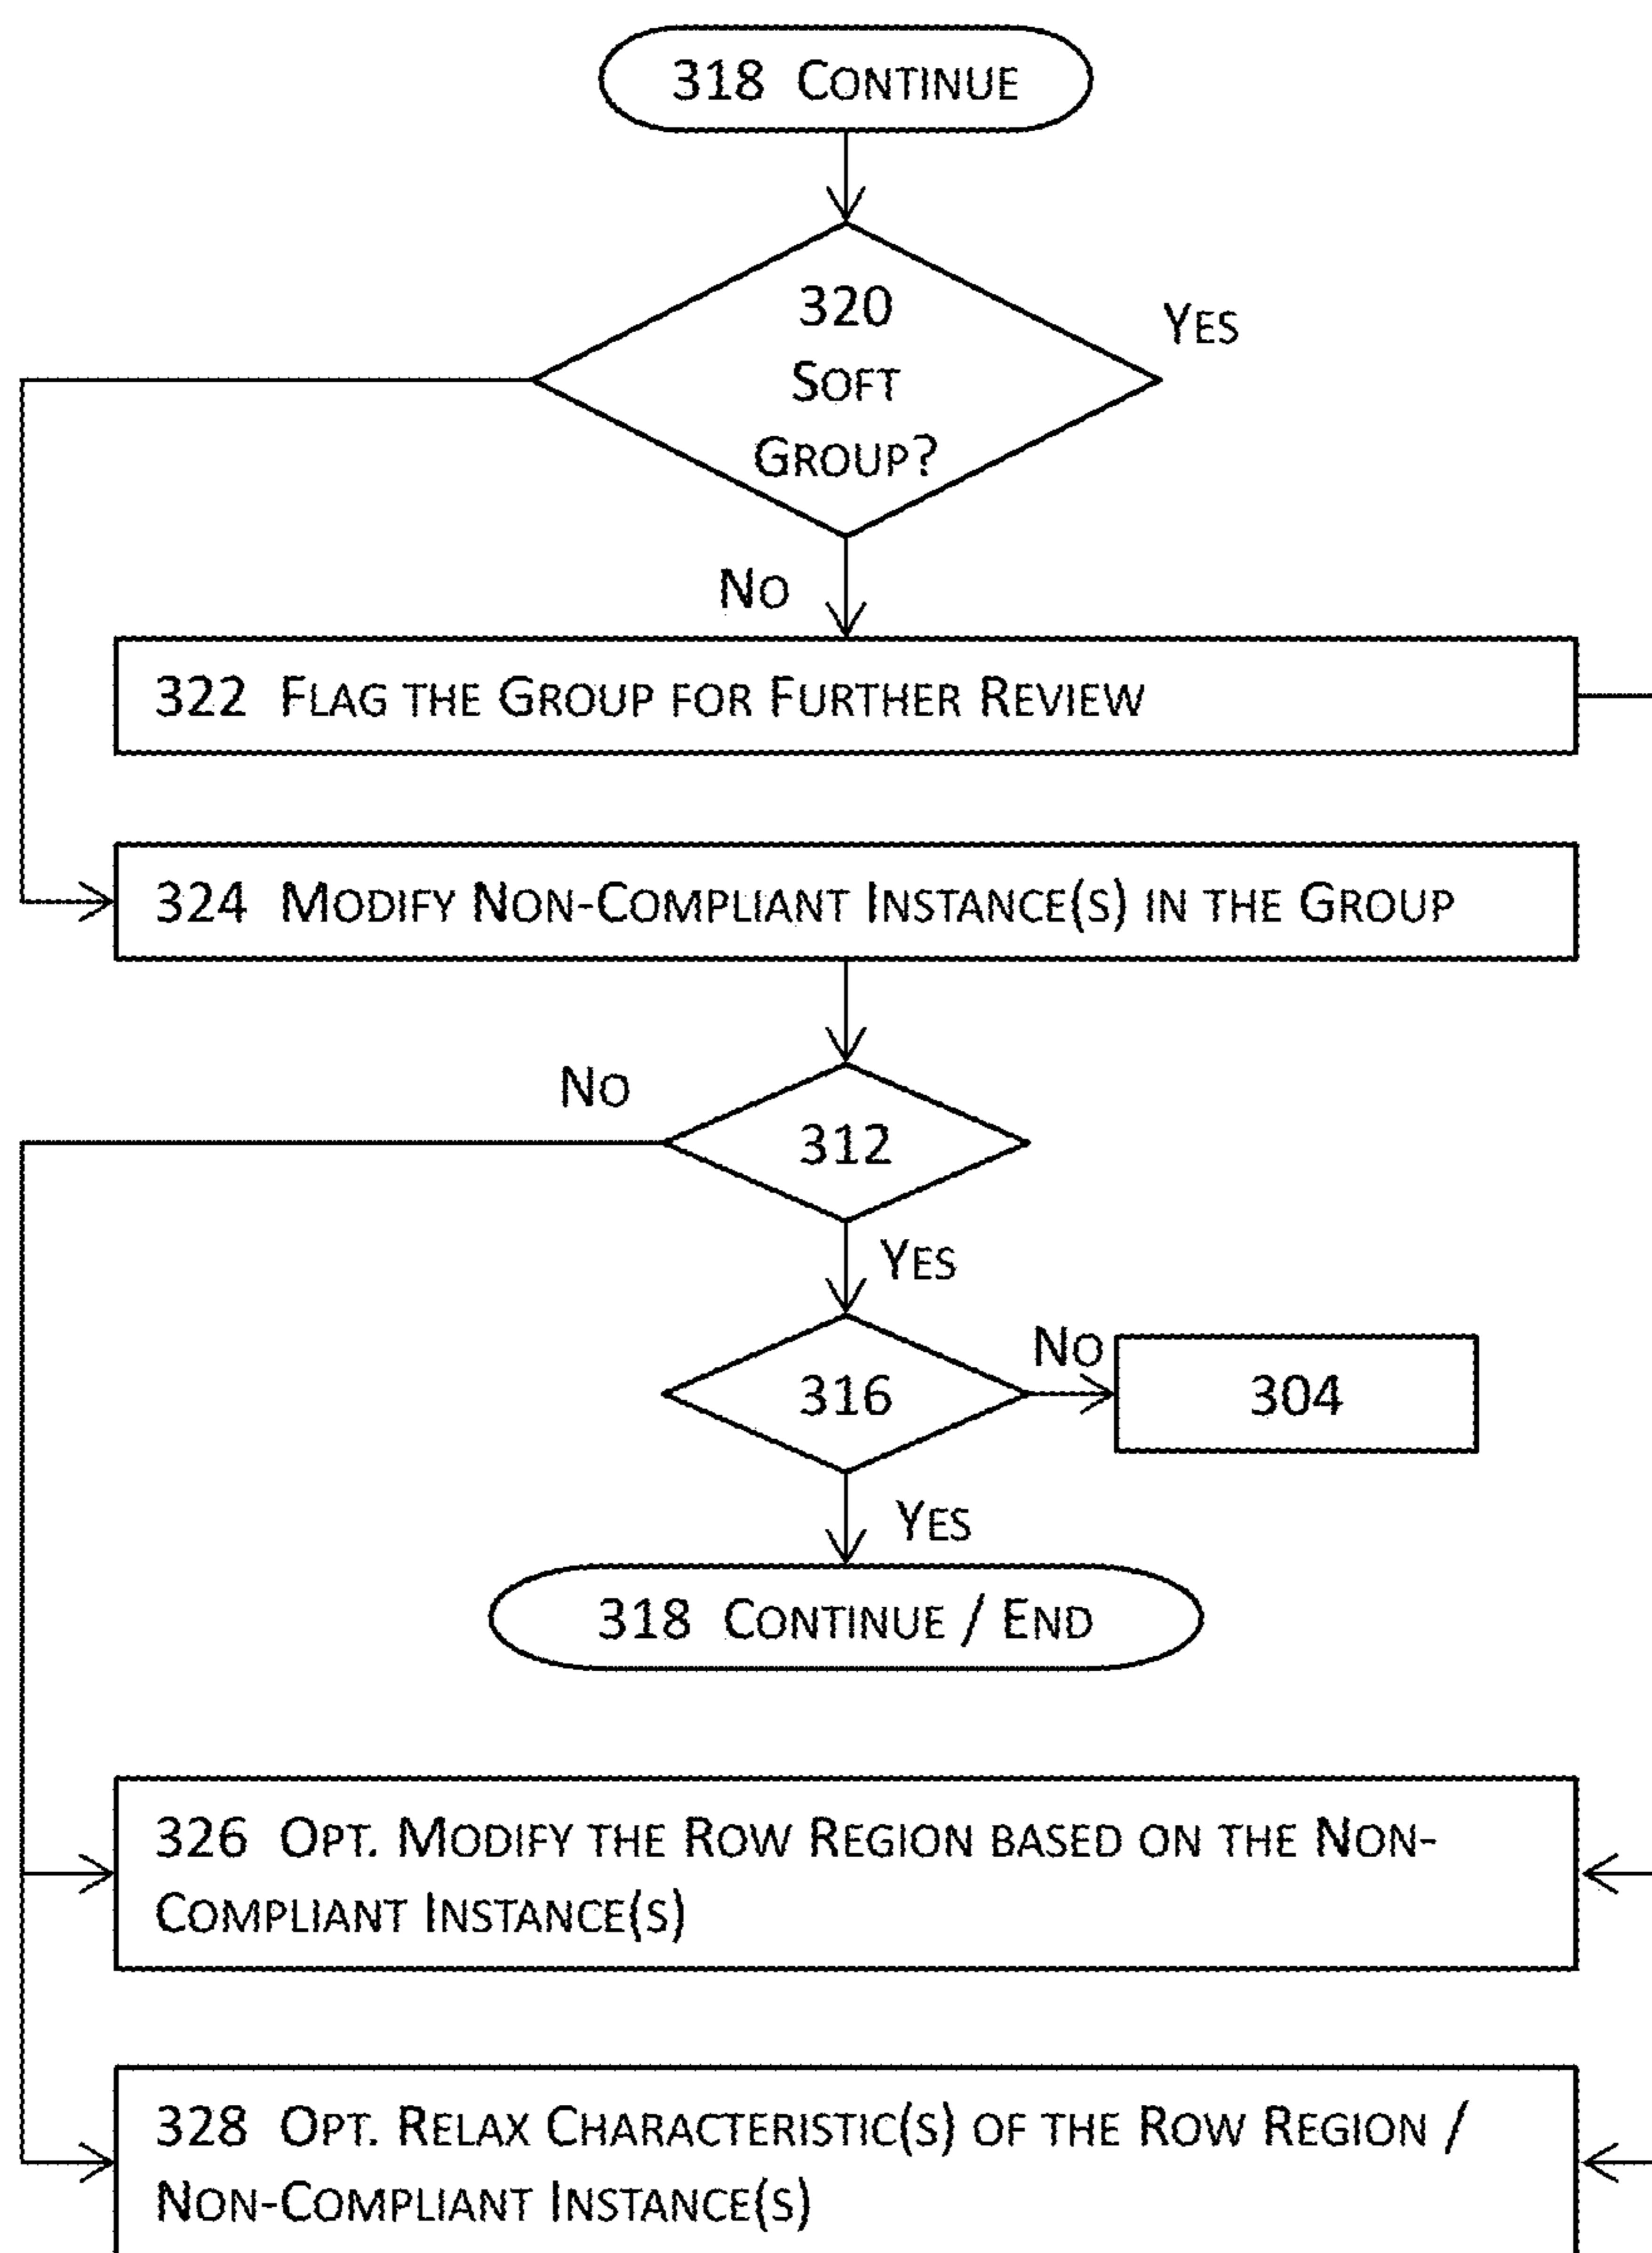 318 CONTINUE
320
SOFT
GROUP?
YES
NO
322 FLAG THE GROUP FOR FURTHER REVIEW
324 MODIFY NON-COMPLIANT INSTANCE(S) IN THE GROUP
NO
312
YES
316
NO
304
YES
318 CONTINUE / END
326 OPT. MODIFY THE ROW REGION BASED ON THE NON-
COMPLIANT INSTANCE(S)
328 OPT. RELAX CHARACTERISTIC(S) OF THE ROW REGION /
NON-COMPLIANT INSTANCE(S)